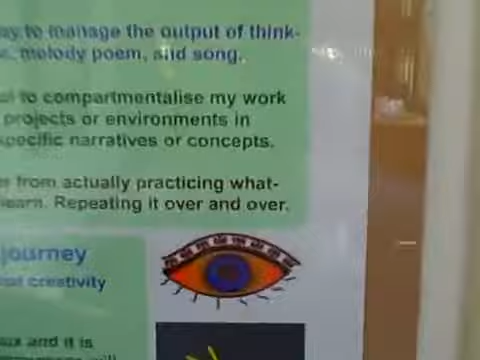 to manage the output of think-
melody poem, and song.
to compartmentalise my work
projects or environments in
specific narratives or concepts.
from actually practicing what-
learn. Repeating it over and over.
journey
creativity
and it is